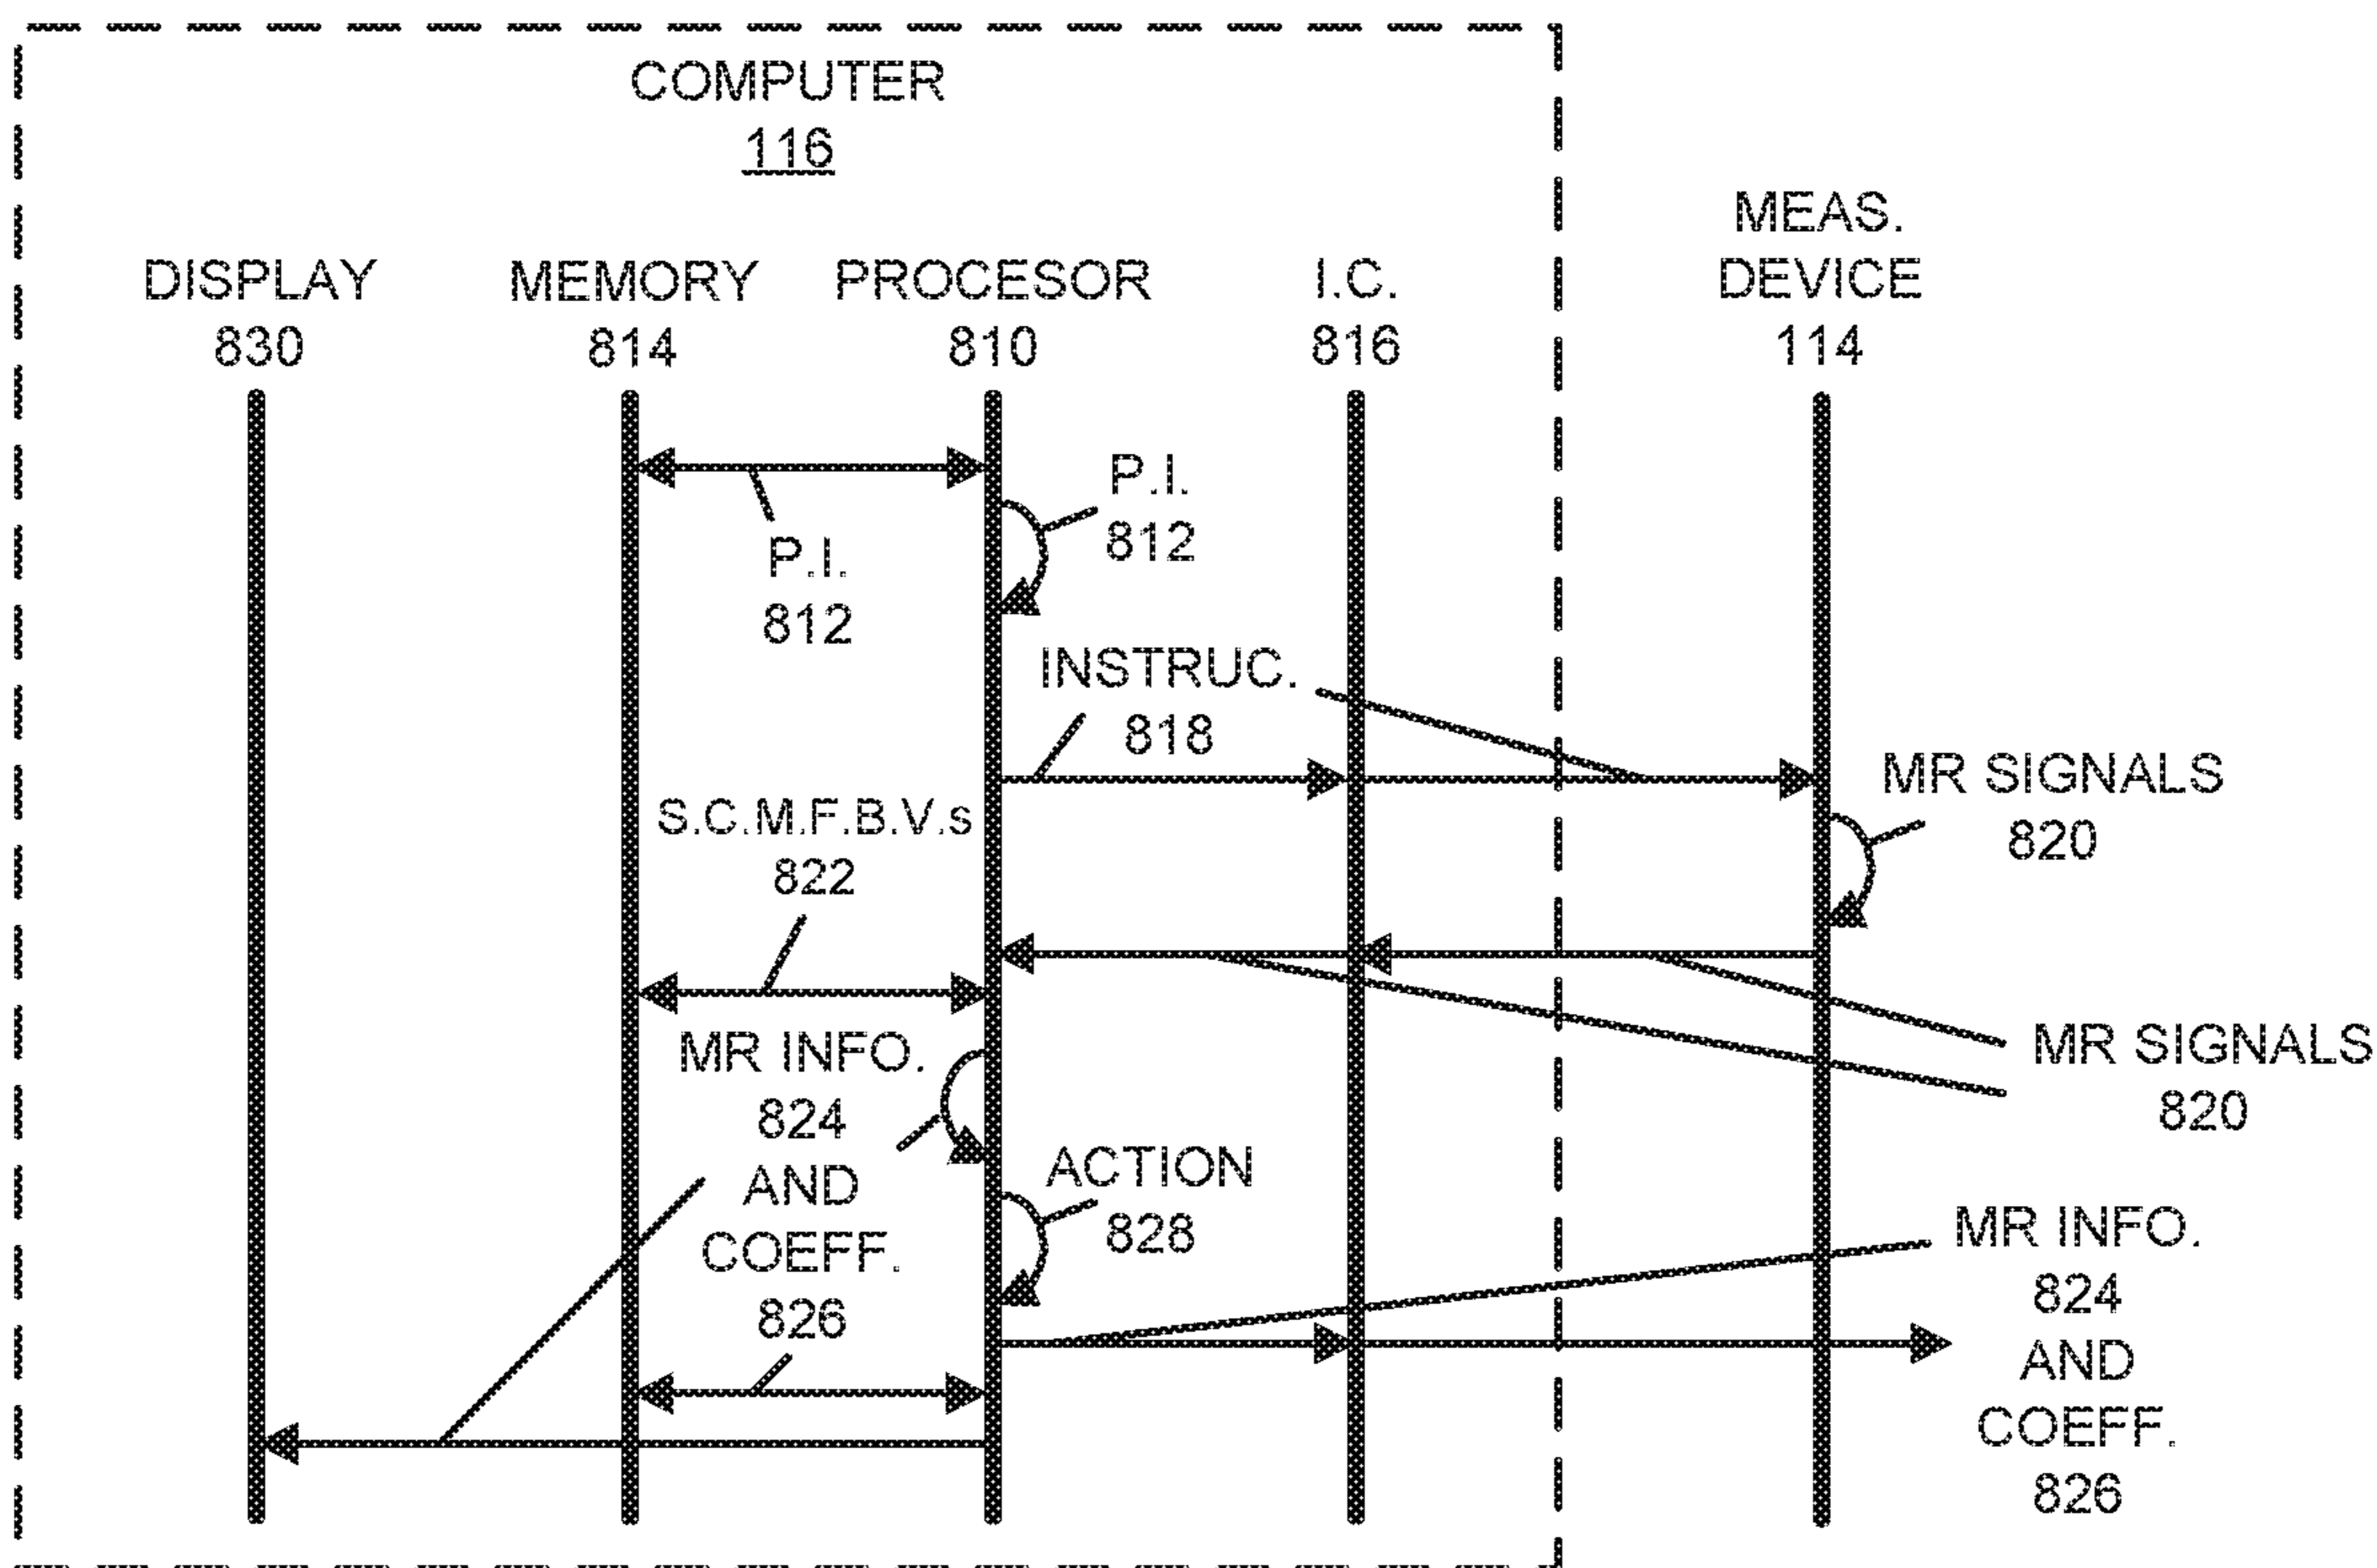 COMPUTER
116
DISPLAY
830
MEMORY
814
PROCESOR
810
I.C.
816
MEAS.
DEVICE
114
P.I.
812
P.I.
812
INSTRUC.
818
MR SIGNALS
820
S.C.M.F.B.V.s
822
MR SIGNALS
820
MR INFO.
824
AND
COEFF.
826
ACTION
828
MR INFO.
824
AND
COEFF.
826